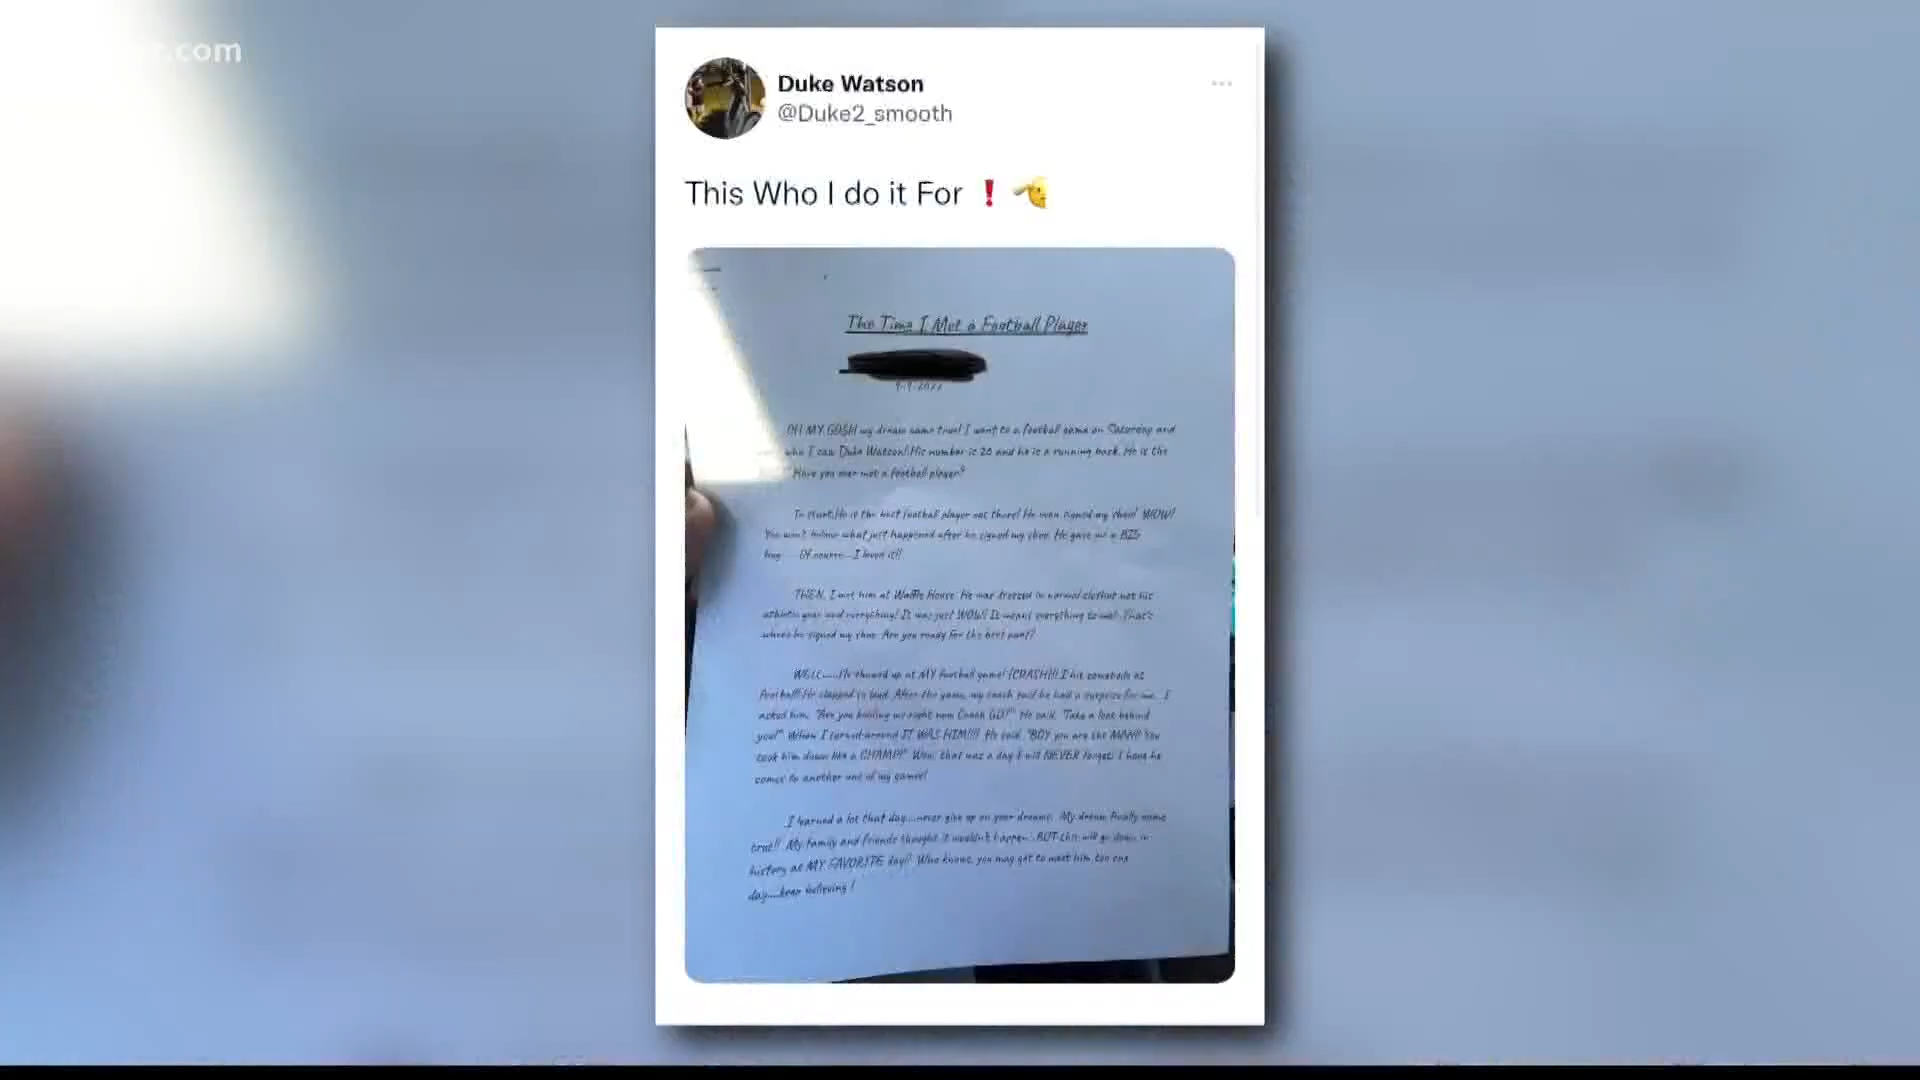 .com
Duke Watson
@Duke2_smooth
This Who I do it For ❗🫡
The Time I Met a Football Player
9-9-2022
OH MY GOSH! my dream came true! I went to a football game on Saturday and
who I saw Duke Watson! His number is 20 and he is a running back. He is the
Have you ever met a football player?
To start, He is the best football player out there! He even signed my shoe! WOW!
You won't believe what just happened after he signed my shoe. He gave me a BIG
hug......Of course....I loved it!!
THEN, I met him at Waffle House. He was dressed in normal clothes not his
athletic gear and everything! It was just WOW!! It meant everything to me! That's
where he signed my shoe. Are you ready for the best part?
WELL......He showed up at MY football game! (CRASH)!!! I hit somebody at
football! He clapped so loud. After the game, my coach said he had a surprise for me. I
asked him, "Are you kidding me right now Coach GD?" He said, "Take a look behind
you!" When I turned around IT WAS HIM!!!! He said, "BOY you are the MAN!! You
took him down like a CHAMP!" Wow, that was a day I will NEVER forget. I hope he
comes to another one of my games!
I learned a lot that day....never give up on your dreams. My dream finally came
true!! My family and friends thought it wouldn't happen. BUT this will go down in
history as MY FAVORITE day!! Who knows, you may get to meet him too one
day.....keep believing!